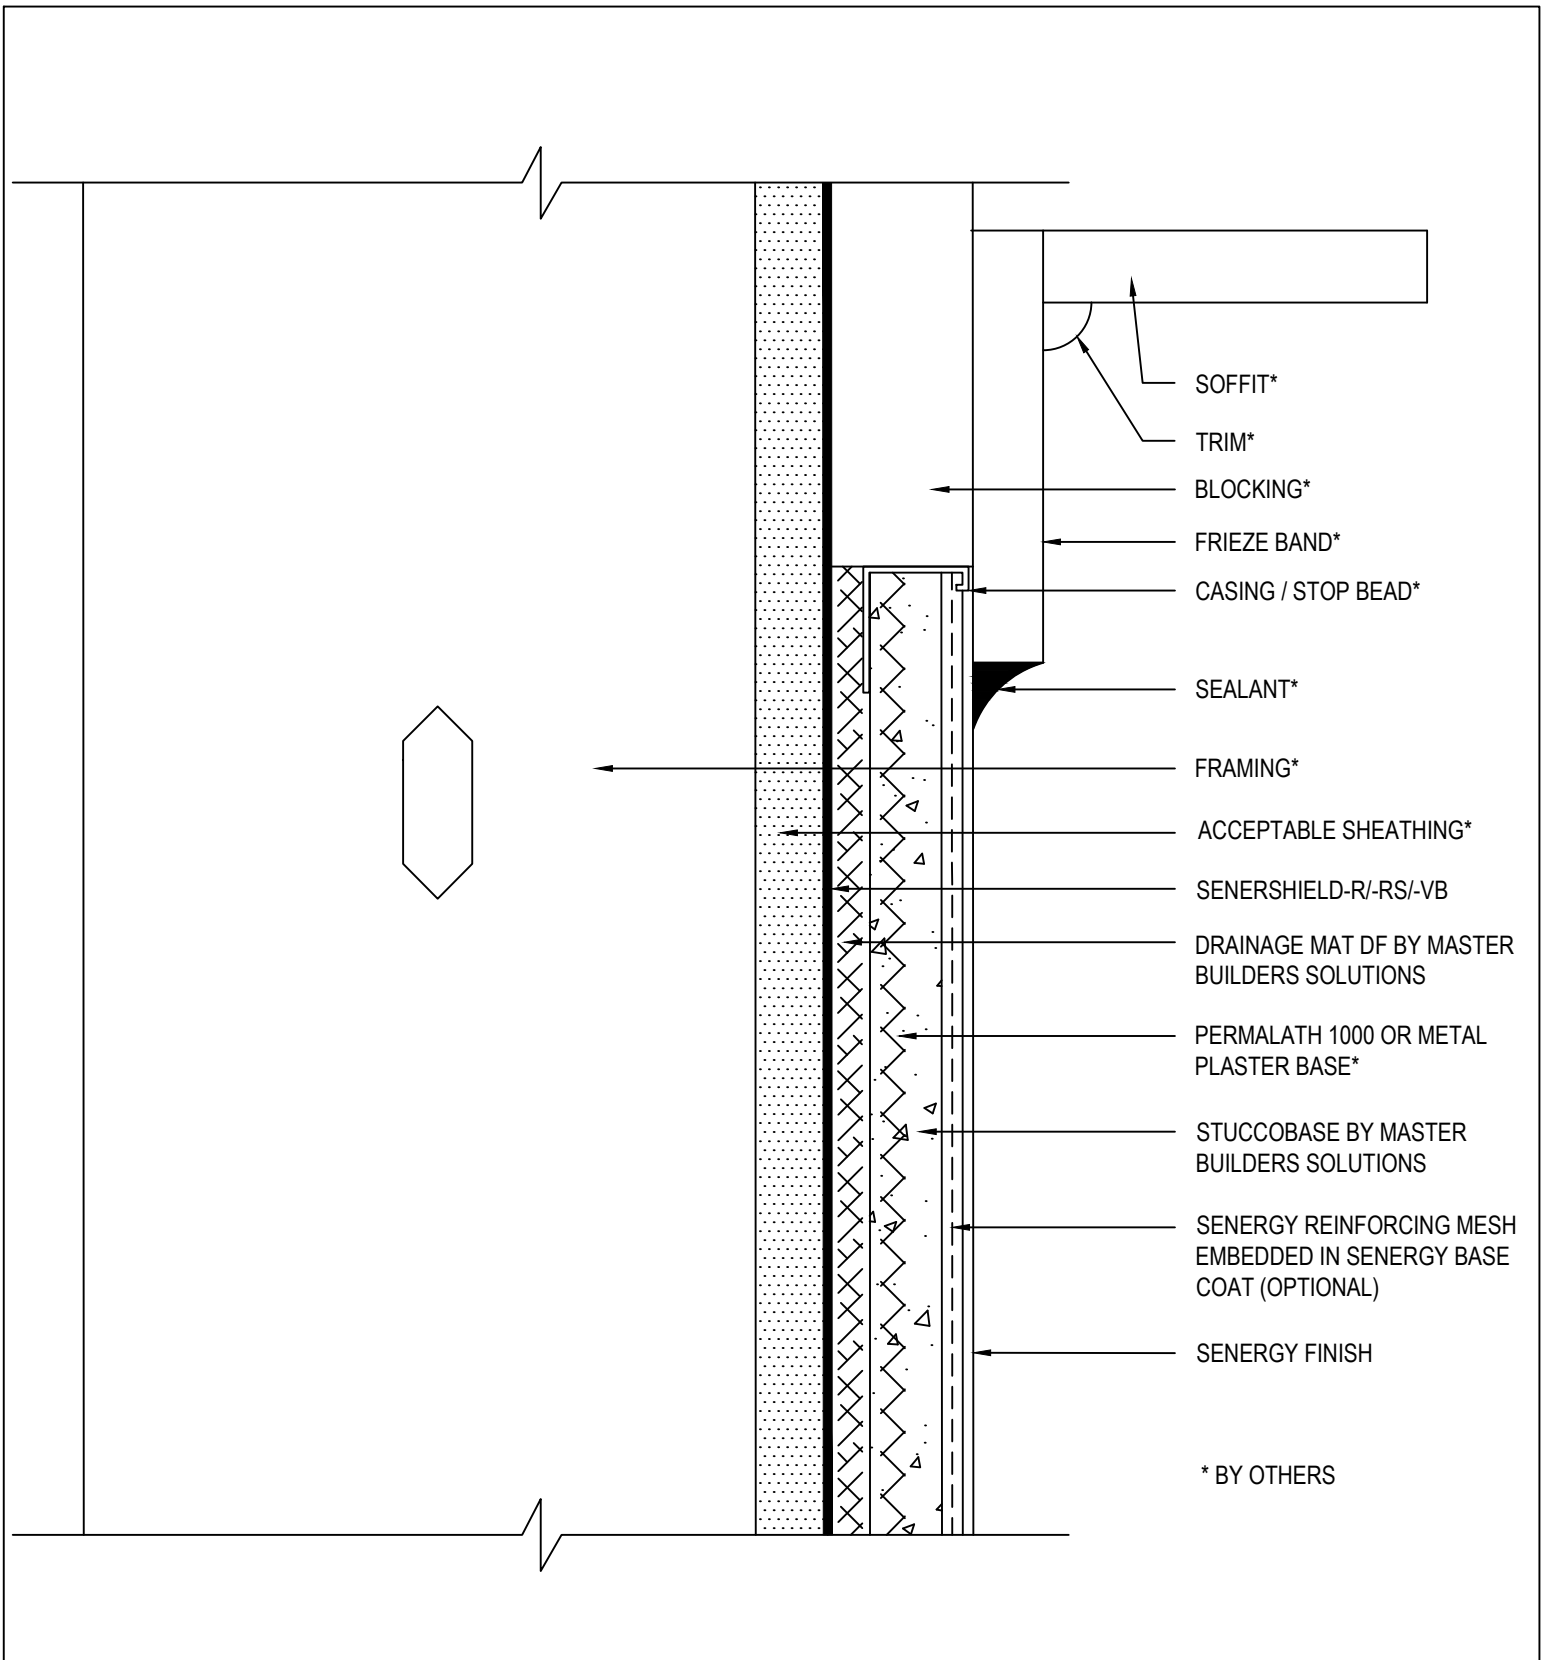 SOFFIT*
TRIM*
BLOCKING*
FRIEZE BAND*
CASING / STOP BEAD*
SEALANT*
FRAMING*
ACCEPTABLE SHEATHING*
SENERSHIELD-R/-RS/-VB
DRAINAGE MAT DF BY MASTER
BUILDERS SOLUTIONS
PERMALATH 1000 OR METAL
PLASTER BASE*
STUCCOBASE BY MASTER
BUILDERS SOLUTIONS
SENERGY REINFORCING MESH
EMBEDDED IN SENERGY BASE
COAT (OPTIONAL)
SENERGY FINISH
* BY OTHERS